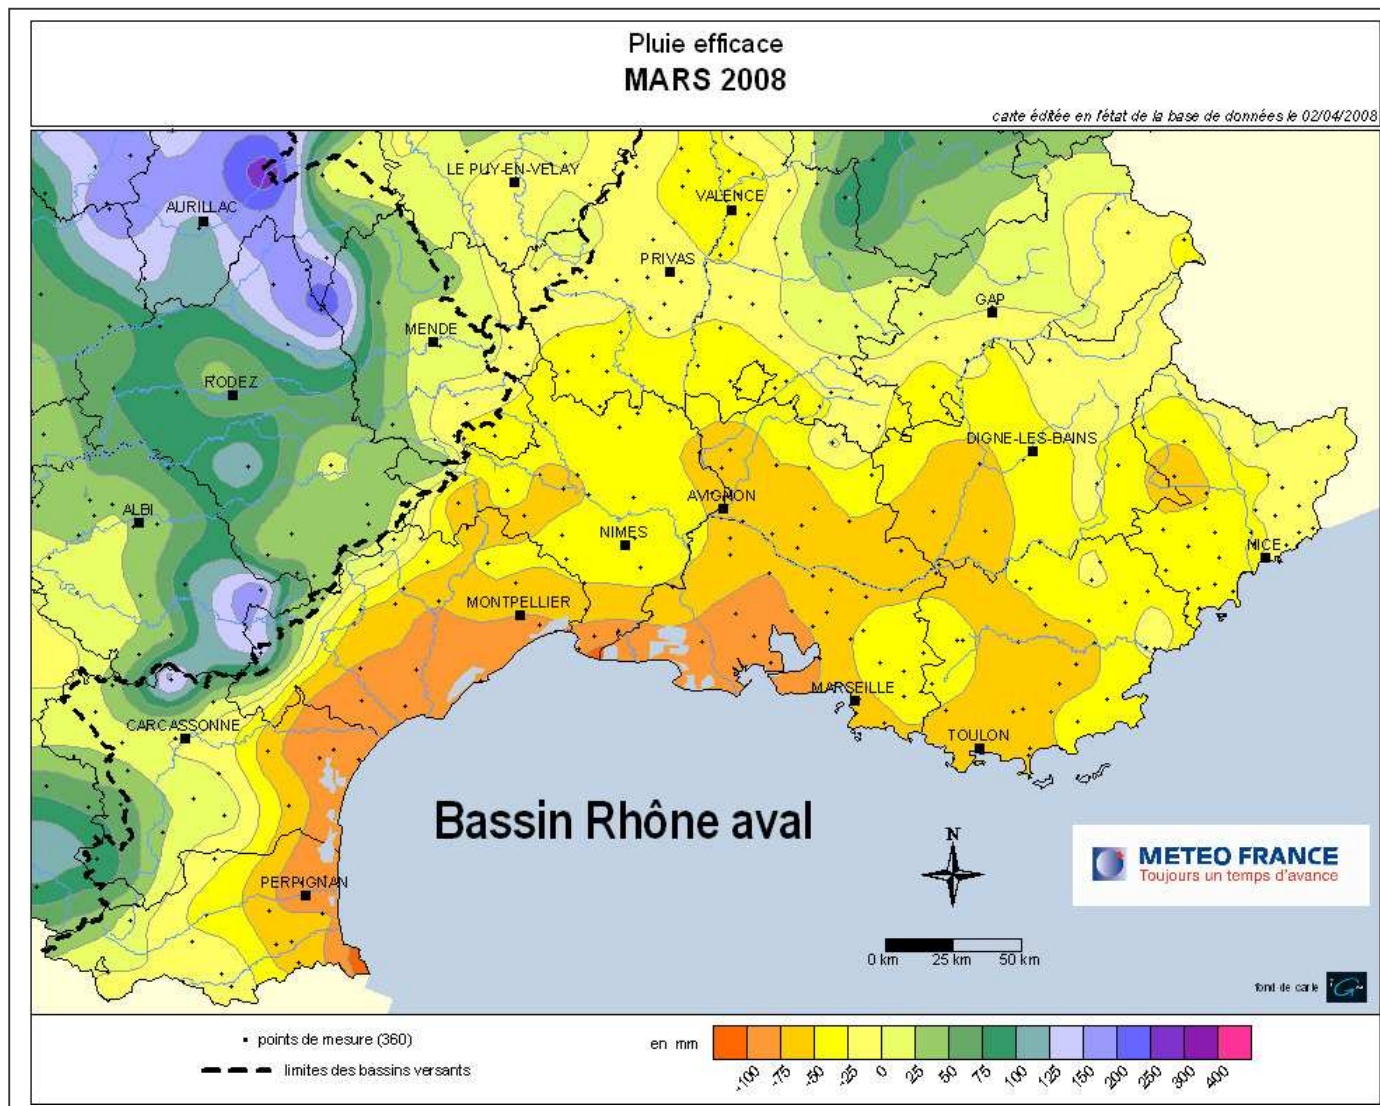 Pluie efficace
MARS 2008
carte éditée en l'état de la base de données le 02/04/2008
LE PUY-EN-VELAY
VALENCE
AURILLAC
PRIVAS
GAP
MENDE
RODEZ
DIGNE-LES-BAINS
AVIGNON
ALBI
NIMES
NICE
MONTPELLIER
MARSEILLE
CARCASSONNE
TOULON
Bassin Rhône aval
N
METEO FRANCE
Toujours un temps d'avance
PERPIGNAN
0 km 25 km 50 km
fond de carte
points de mesure (360)
limites des bassins versants
en mm
-100 -75 -50 -25 0 25 50 75 100 125 150 200 250 300 400